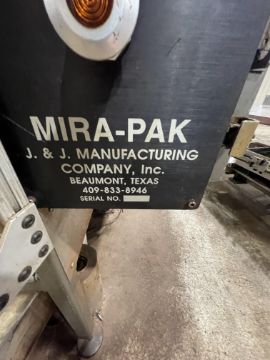 MIRA-PAK
J. & J. MANUFACTURING
COMPANY, Inc.
BEAUMONT, TEXAS
409-833-8946
SERIAL NO.